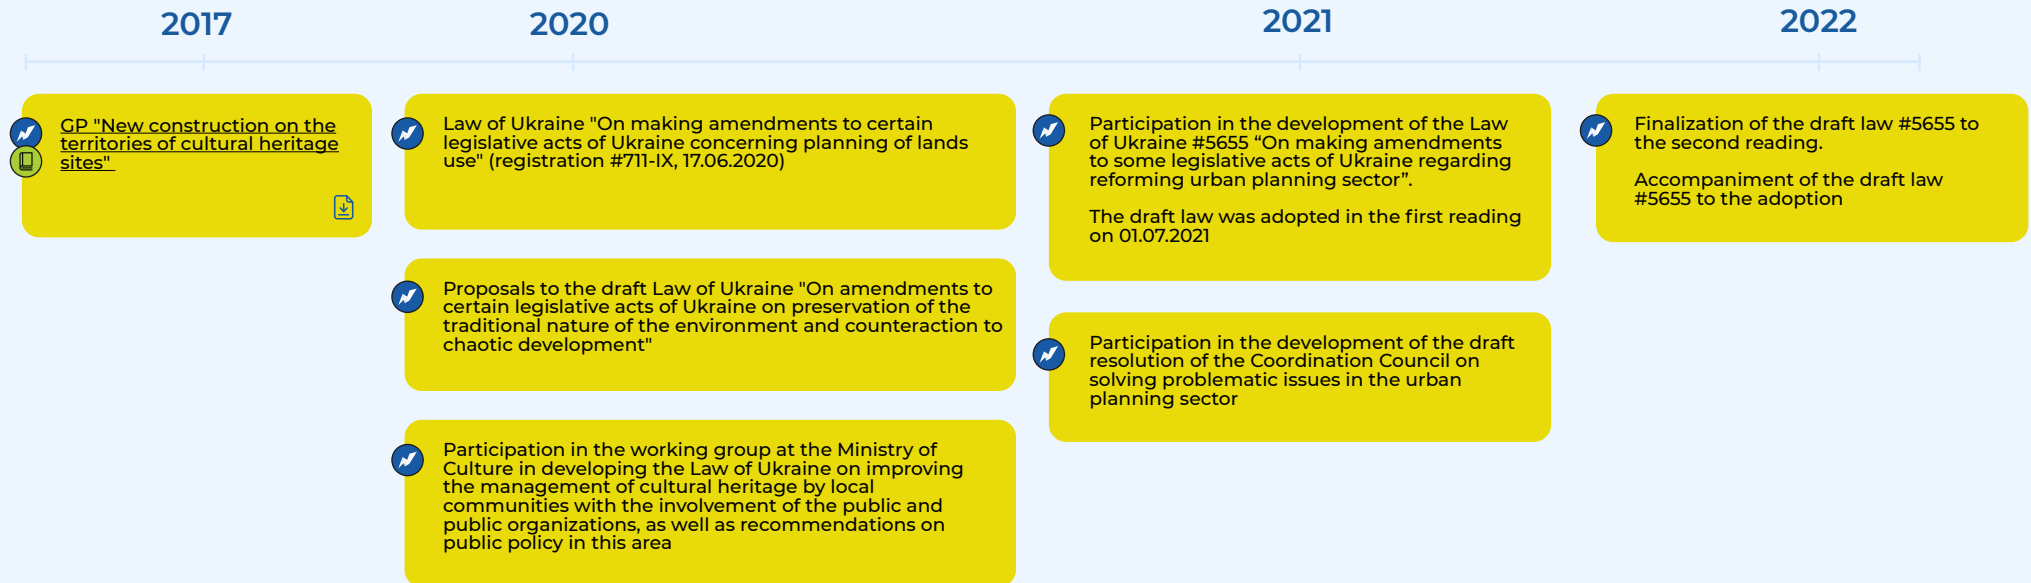 2017
2020
2021
2022
GP "New construction on the
territories of cultural heritage
sites"
Law of Ukraine "On making amendments to certain
legislative acts of Ukraine concerning planning of lands
use" (registration #711-IX, 17.06.2020)
Proposals to the draft Law of Ukraine "On amendments to
certain legislative acts of Ukraine on preservation of the
traditional nature of the environment and counteraction to
chaotic development"
Participation in the working group at the Ministry of
Culture in developing the Law of Ukraine on improving
the management of cultural heritage by local
communities with the involvement of the public and
public organizations, as well as recommendations on
public policy in this area
Participation in the development of the Law
of Ukraine #5655 “On making amendments
to some legislative acts of Ukraine regarding
reforming urban planning sector”.
The draft law was adopted in the first reading
on 01.07.2021
Participation in the development of the draft
resolution of the Coordination Council on
solving problematic issues in the urban
planning sector
Finalization of the draft law #5655 to
the second reading.
Accompaniment of the draft law
#5655 to the adoption